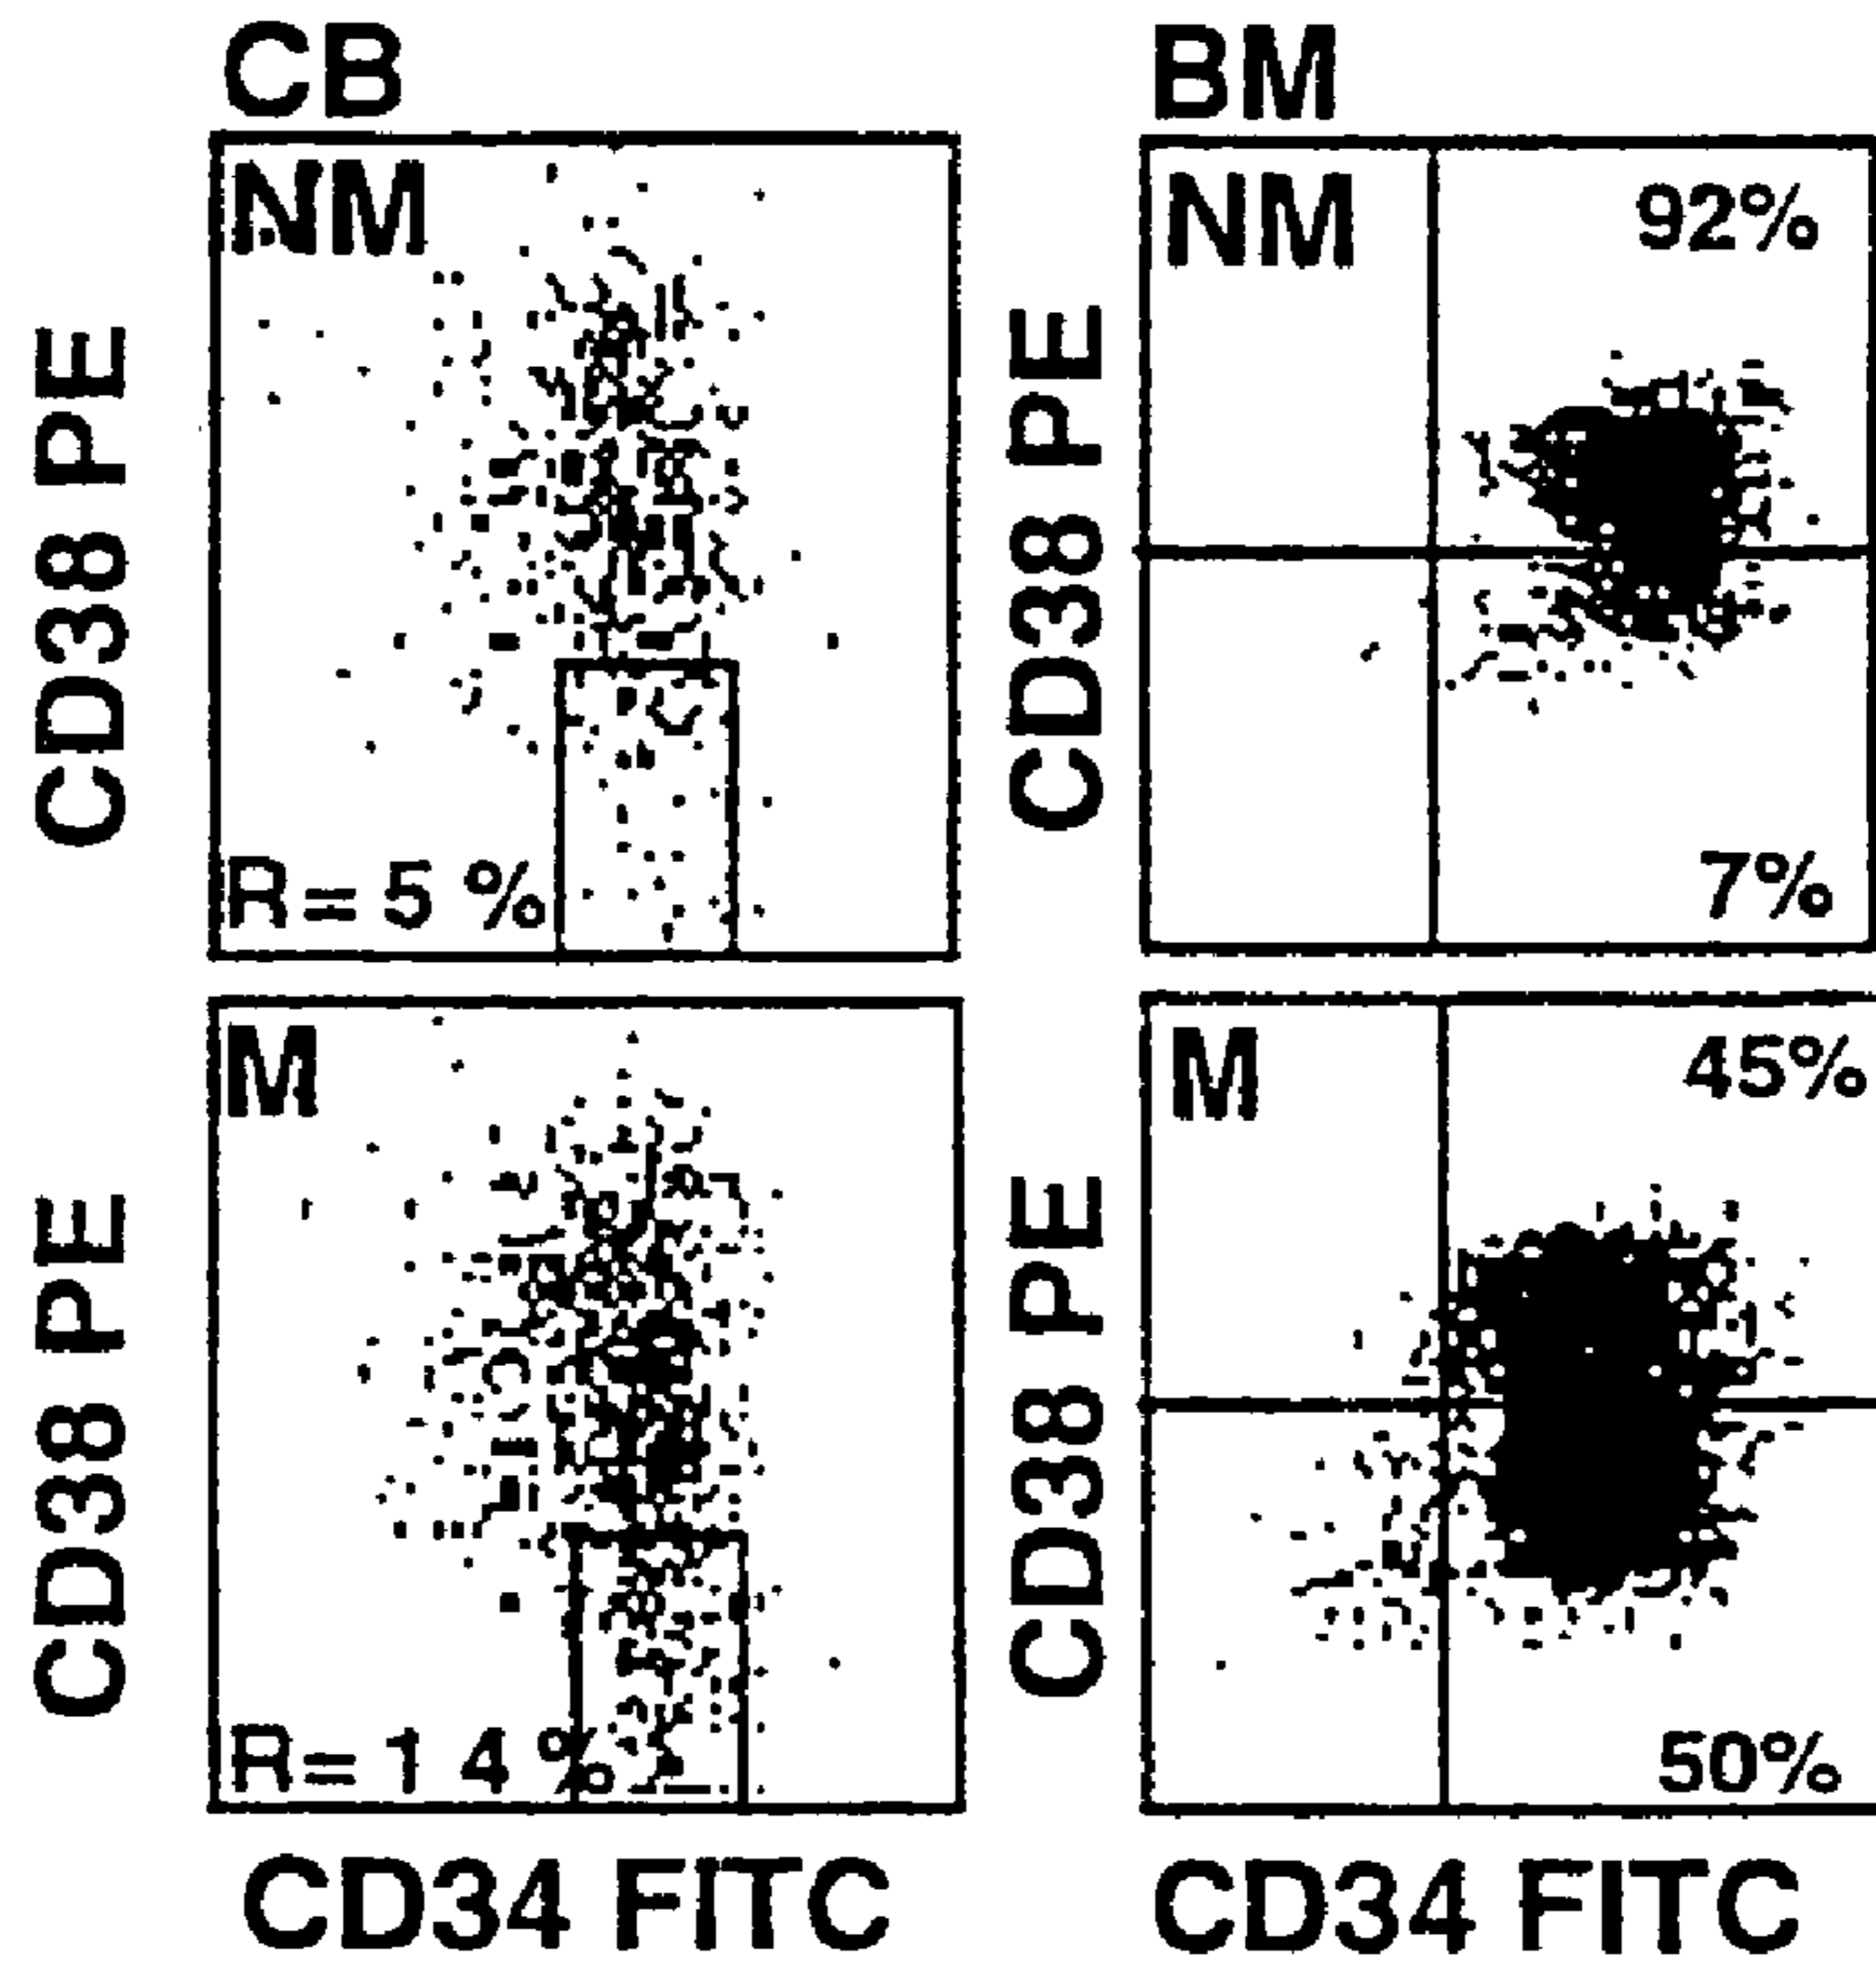 CB
BM
NM
CD38 PE
R= 5 %
NM
92%
CD38 PE
7%
M
CD38 PE
R= 1 4 %
M
45%
CD38 PE
50%
CD34 FITC
CD34 FITC